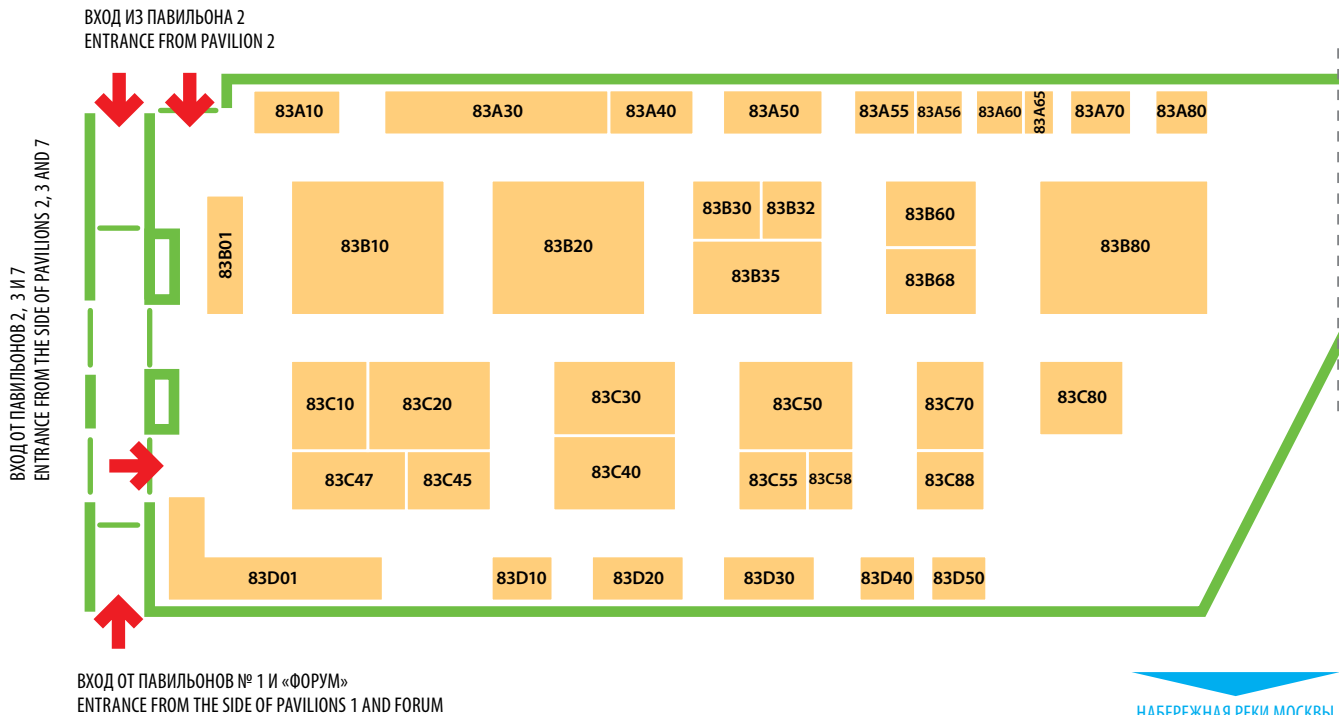 ВХОД ИЗ ПАВИЛЬОНА 2
ENTRANCE FROM PAVILION 2
ВХОД ОТ ПАВИЛЬОНОВ 2, 3 И 7
ENTRANCE FROM THE SIDE OF PAVILIONS 2, 3 AND 7
83A10 83A30 83A40 83A50 83A55 83A56 83A60 83A65 83A70 83A80
83B30 83B32 83B60
83B01 83B10 83B20 83B80
83B35 83B68
83C10 83C20 83C30 83C50 83C70 83C80
83C47 83C45 83C40 83C55 83C58 83C88
83D01 83D10 83D20 83D30 83D40 83D50
ВХОД ОТ ПАВИЛЬОНОВ № 1 И «ФОРУМ»
ENTRANCE FROM THE SIDE OF PAVILIONS 1 AND FORUM
НАБЕРЕЖНАЯ РЕКИ МОСКВЫ